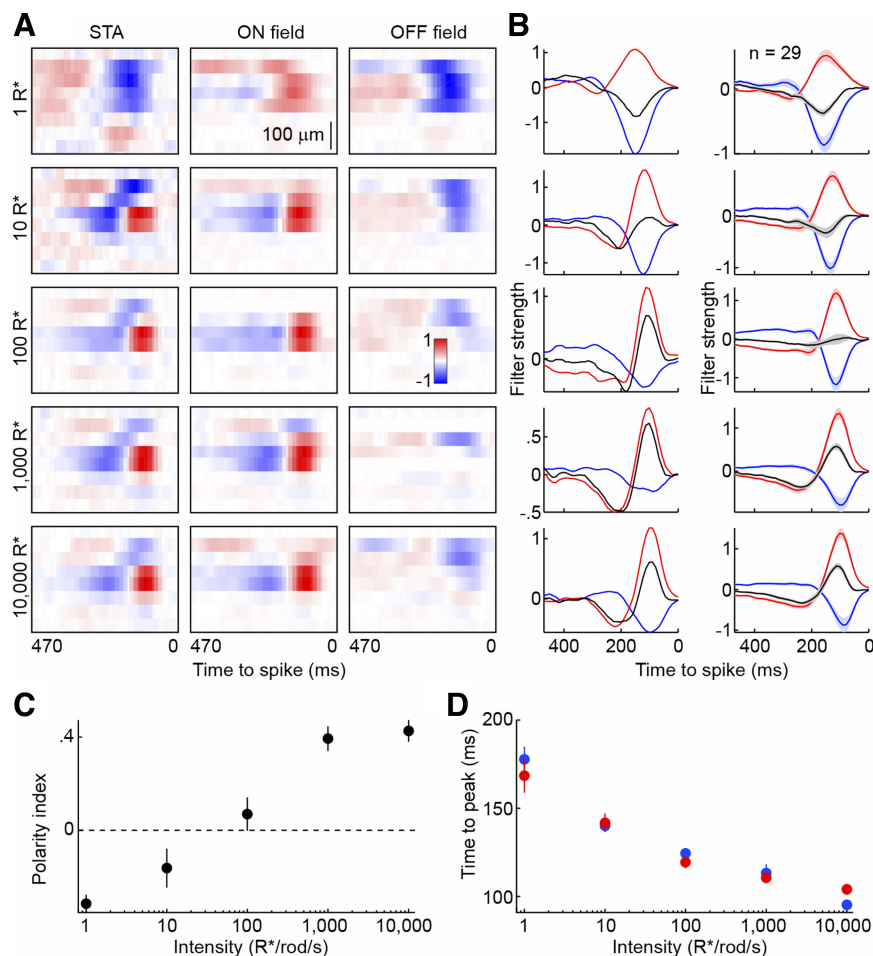 A
STA
ON field
OFF field
1 R*
100 µm
10 R*
100 R*
1
-1
1,000 R*
10,000 R*
470
0
470
0
470
0
Time to spike (ms)
B
n = 29
1
0
-1
0
-1
1
0
-1
1
0
-1
Filter strength
1
0
1
0
-1
Filter strength
.5
0
-.5
1
0
1
0
1
0
400
200
0
400
200
0
Time to spike (ms)
C
.4
0
Polarity index
1
10
100
1,000
10,000
Intensity (R*/rod/s)
D
200
150
100
Time to peak (ms)
1
10
100
1,000
10,000
Intensity (R*/rod/s)